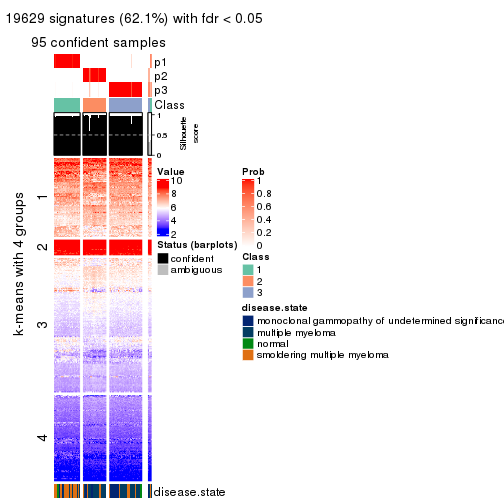 19629 signatures (62.1%) with fdr < 0.05
95 confident samples
p1
p2
p3
Class
1
0.5
0
Silhouette
score
k-means with 4 groups
1
2
3
4
disease.state
Value
10
8
6
4
2
Status (barplots)
confident
ambiguous
Prob
1
0.8
0.6
0.4
0.2
0
Class
1
2
3
disease.state
monoclonal gammopathy of undetermined significance
multiple myeloma
normal
smoldering multiple myeloma